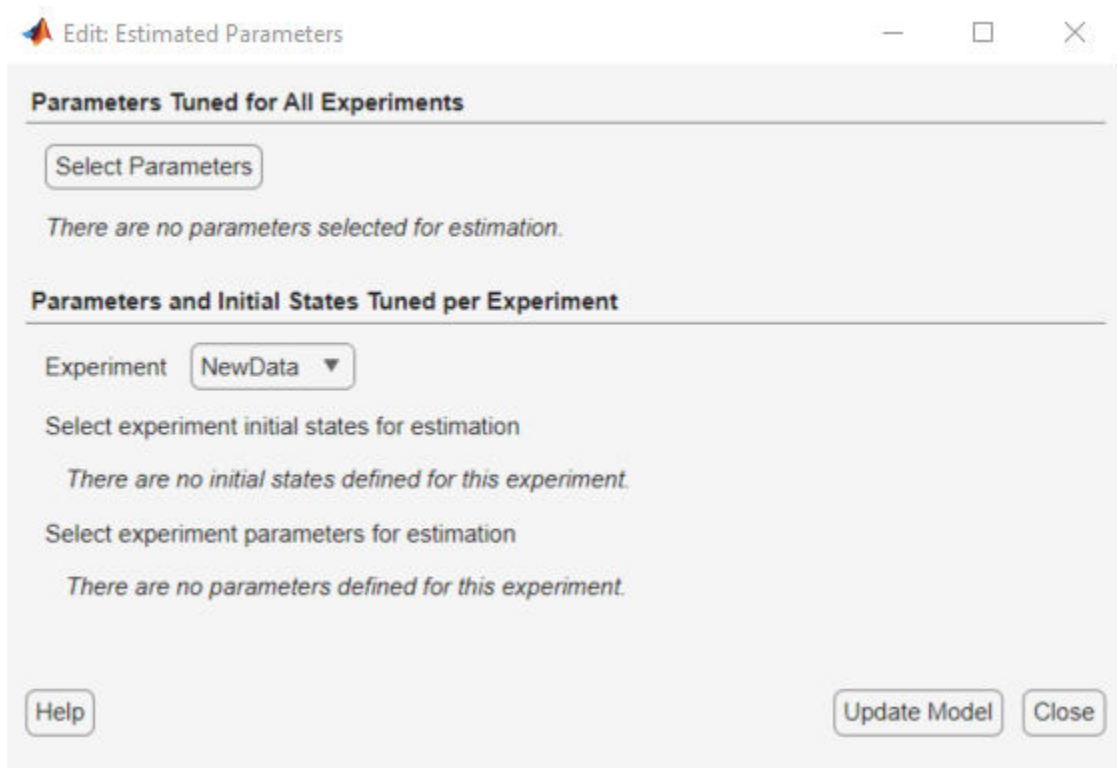 Edit: Estimated Parameters
Parameters Tuned for All Experiments
Select Parameters
There are no parameters selected for estimation.
Parameters and Initial States Tuned per Experiment
Experiment NewData
Select experiment initial states for estimation
There are no initial states defined for this experiment.
Select experiment parameters for estimation
There are no parameters defined for this experiment.
Help Update Model Close